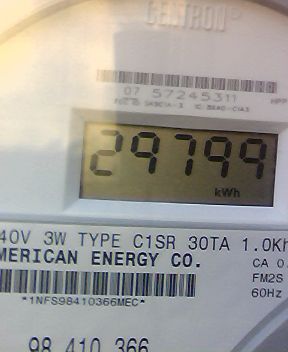 CENTRON®
07 57245311
HPP
29799
kWh
40V 3W TYPE C1SR 30TA 1.0Kh
MERICAN ENERGY CO.
CA 0.
FM2S
60Hz
*1NFS98410366MEC*
98 410 366